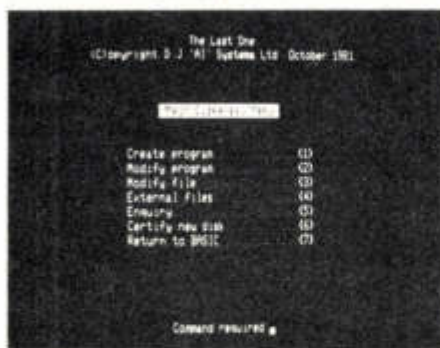 The Last One
(C)opyright D J 'AI' Systems Ltd October 1981
Create program (1)
Modify program (2)
Modify file (3)
External files (4)
Enquiry (5)
Certify new disk (6)
Return to BASIC (7)
Command required